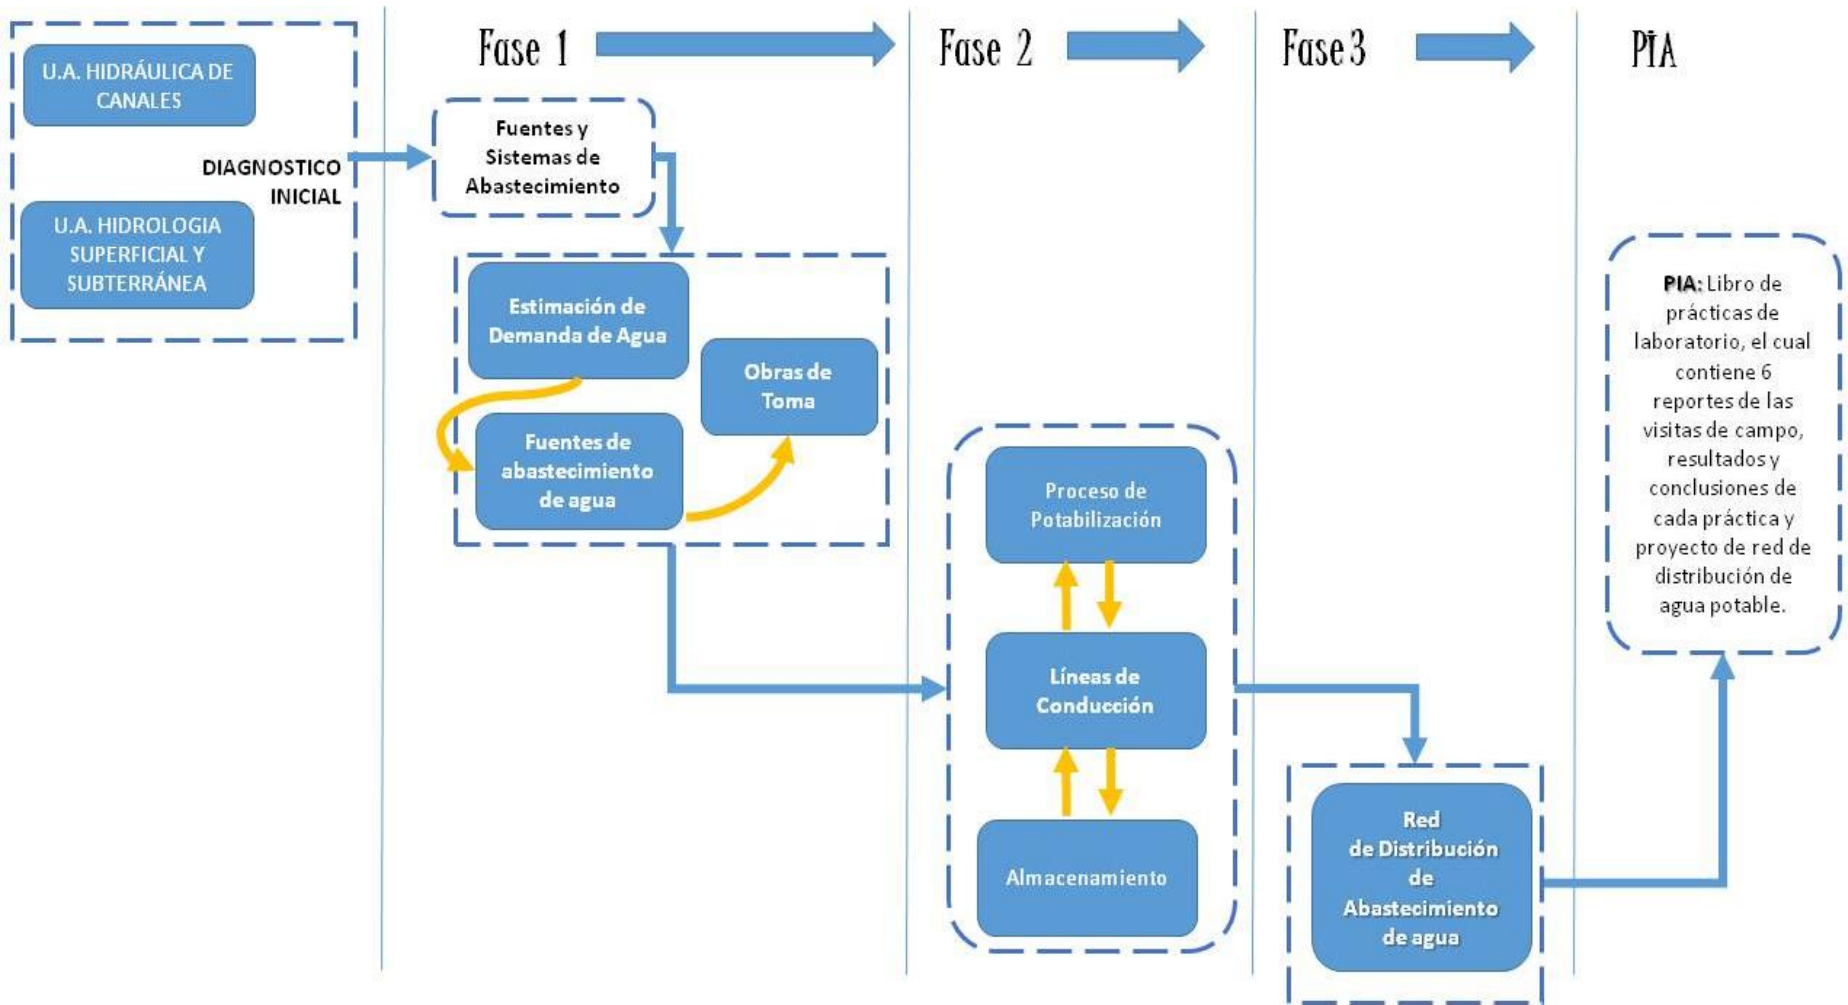 U.A. HIDRÁULICA DE
CANALES
DIAGNOSTICO
INICIAL
U.A. HIDROLOGIA
SUPERFICIAL Y
SUBTERRÁNEA
Fase 1
Fuentes y
Sistemas de
Abastecimiento
Estimación de
Demanda de Agua
Fuentes de
abastecimiento
de agua
Obras de
Toma
Fase 2
Proceso de
Potabilización
Líneas de
Conducción
Almacenamiento
Fase 3
Red
de Distribución
de
Abastecimiento
de agua
PIA
PIA: Libro de
prácticas de
laboratorio, el cual
contiene 6
reportes de las
visitas de campo,
resultados y
conclusiones de
cada práctica y
proyecto de red de
distribución de
agua potable.